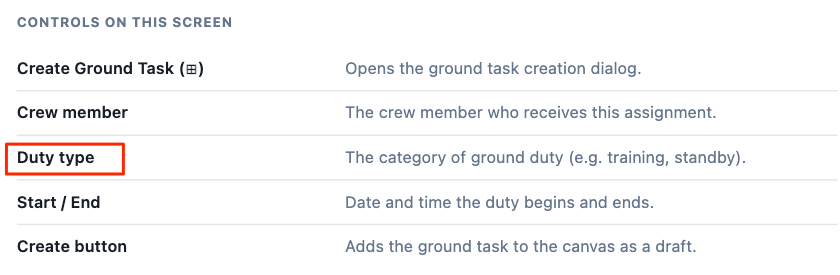 CONTROLS ON THIS SCREEN
Create Ground Task (⊞) Opens the ground task creation dialog.
Crew member The crew member who receives this assignment.
Duty type The category of ground duty (e.g. training, standby).
Start / End Date and time the duty begins and ends.
Create button Adds the ground task to the canvas as a draft.